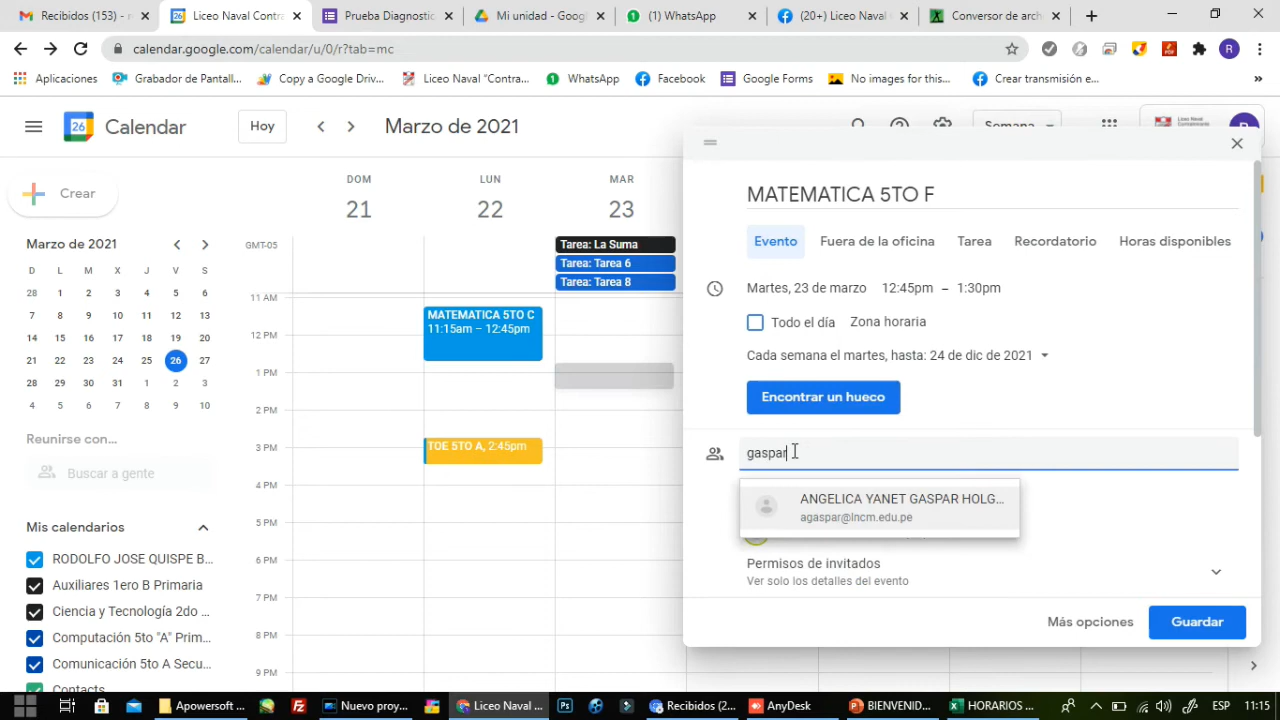 Recibidos (153) - r
Liceo Naval Contra
Prueba Diagnostic
Mi unidad - Goog
(1) WhatsApp
(20+) Liceo Naval
Conversor de arch
calendar.google.com/calendar/u/0/r?tab=mc
R
Aplicaciones
Grabador de Pantall...
Copy a Google Driv...
Liceo Naval "Contra...
WhatsApp
Facebook
Google Forms
No images for this...
Crear transmisión e...
»
26
Calendar
Hoy
Marzo de 2021
Semana
Crear
Marzo de 2021
D L M X J V S
28 1 2 3 4 5 6
7 8 9 10 11 12 13
14 15 16 17 18 19 20
21 22 23 24 25 26 27
28 29 30 31 1 2 3
4 5 6 7 8 9 10
Reunirse con...
Buscar a gente
Mis calendarios
RODOLFO JOSE QUISPE B...
Auxiliares 1ero B Primaria
Ciencia y Tecnología 2do ...
Computación 5to "A" Prim...
Comunicación 5to A Secu...
Contacts
DOM LUN MAR
21 22 23
GMT-05
Tarea: La Suma
Tarea: Tarea 6
Tarea: Tarea 8
11 AM
MATEMATICA 5TO C
11:15am – 12:45pm
12 PM
1 PM
2 PM
3 PM
TOE 5TO A, 2:45pm
4 PM
5 PM
6 PM
7 PM
8 PM
9 PM
MATEMATICA 5TO F
Evento Fuera de la oficina Tarea Recordatorio Horas disponibles
Martes, 23 de marzo 12:45pm – 1:30pm
Todo el día Zona horaria
Cada semana el martes, hasta: 24 de dic de 2021
Encontrar un hueco
gaspar
ANGELICA YANET GASPAR HOLG...
agaspar@lncm.edu.pe
Permisos de invitados
Ver solo los detalles del evento
Más opciones
Guardar
Apowersoft ...
Nuevo proy...
Liceo Naval ...
Recibidos (2...
AnyDesk
BIENVENID...
HORARIOS ...
ESP
11:15